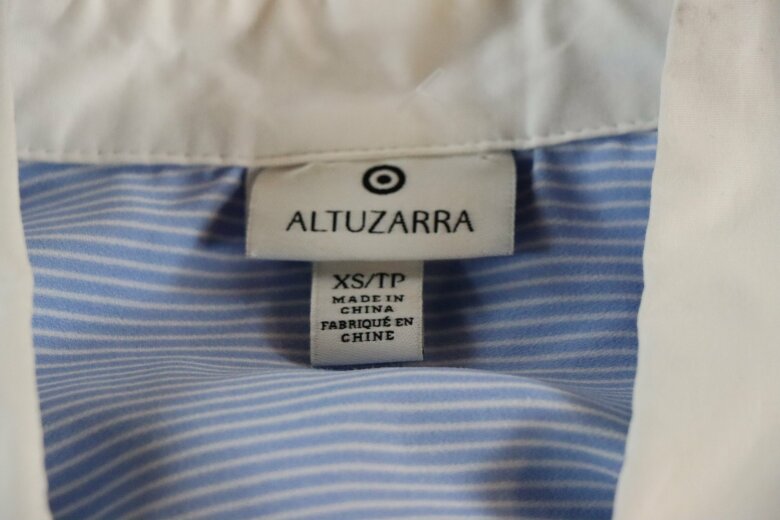 ALTUZARRA
XS/TP
MADE IN
CHINA
FABRIQUÉ EN
CHINE